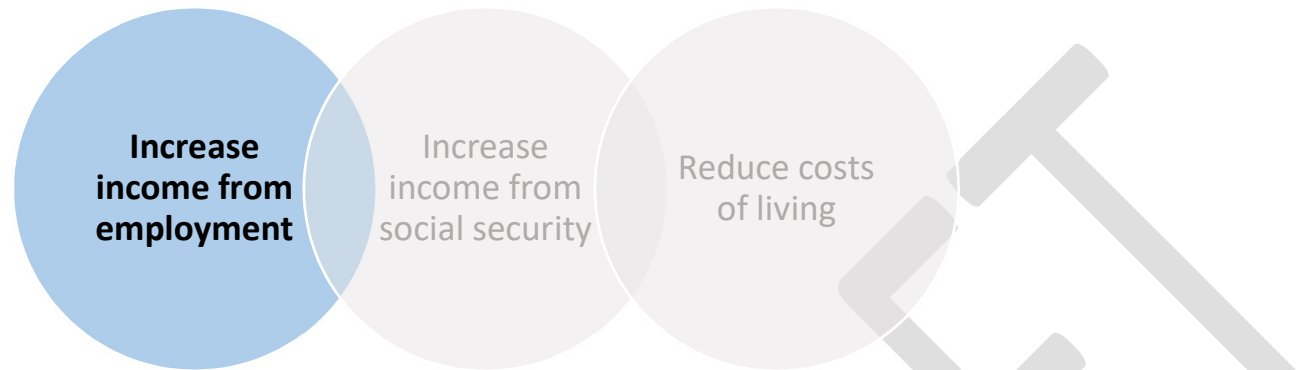 Increase
income from
employment
Increase
income from
social security
Reduce costs
of living